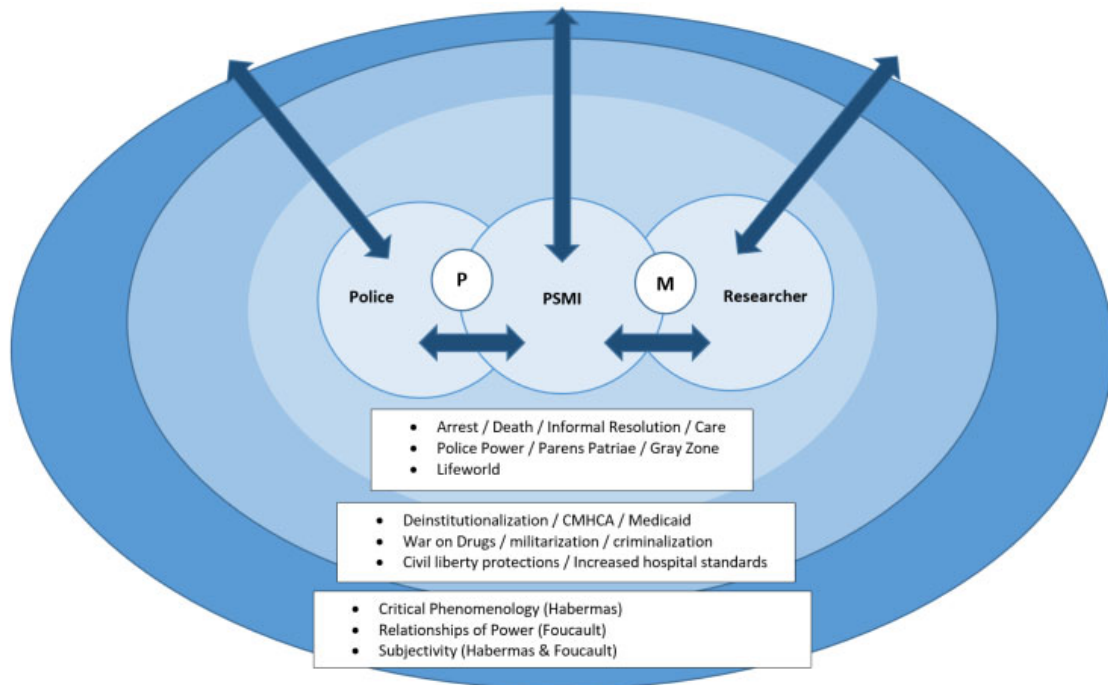 P
M
Police
PSMI
Researcher
• Arrest / Death / Informal Resolution / Care
• Police Power / Parens Patriae / Gray Zone
• Lifeworld
• Deinstitutionalization / CMHCA / Medicaid
• War on Drugs / militarization / criminalization
• Civil liberty protections / Increased hospital standards
• Critical Phenomenology (Habermas)
• Relationships of Power (Foucault)
• Subjectivity (Habermas & Foucault)